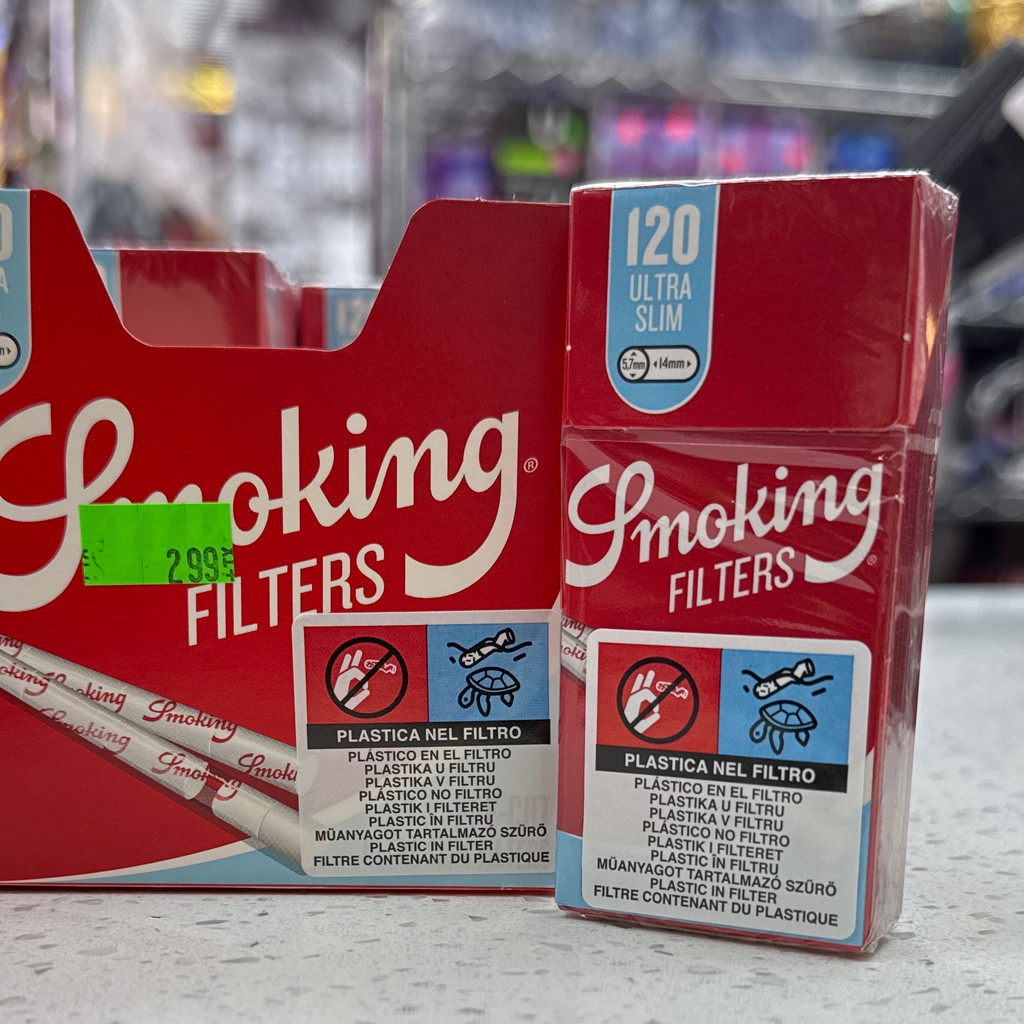 Smoking®
2.99
FILTERS
Smoking
Smoking
Smoking
PLASTICA NEL FILTRO
PLÁSTICO EN EL FILTRO
PLASTIKA U FILTRU
PLASTIKA V FILTRU
PLÁSTICO NO FILTRO
PLASTIK I FILTERET
PLASTIC ÎN FILTRU
MŰANYAGOT TARTALMAZÓ SZŰRŐ
PLASTIC IN FILTER
FILTRE CONTENANT DU PLASTIQUE
120
ULTRA
SLIM
5,7mm 14mm
Smoking®
FILTERS
PLASTICA NEL FILTRO
PLÁSTICO EN EL FILTRO
PLASTIKA U FILTRU
PLASTIKA V FILTRU
PLÁSTICO NO FILTRO
PLASTIK I FILTERET
PLASTIC ÎN FILTRU
MŰANYAGOT TARTALMAZÓ SZŰRŐ
PLASTIC IN FILTER
FILTRE CONTENANT DU PLASTIQUE